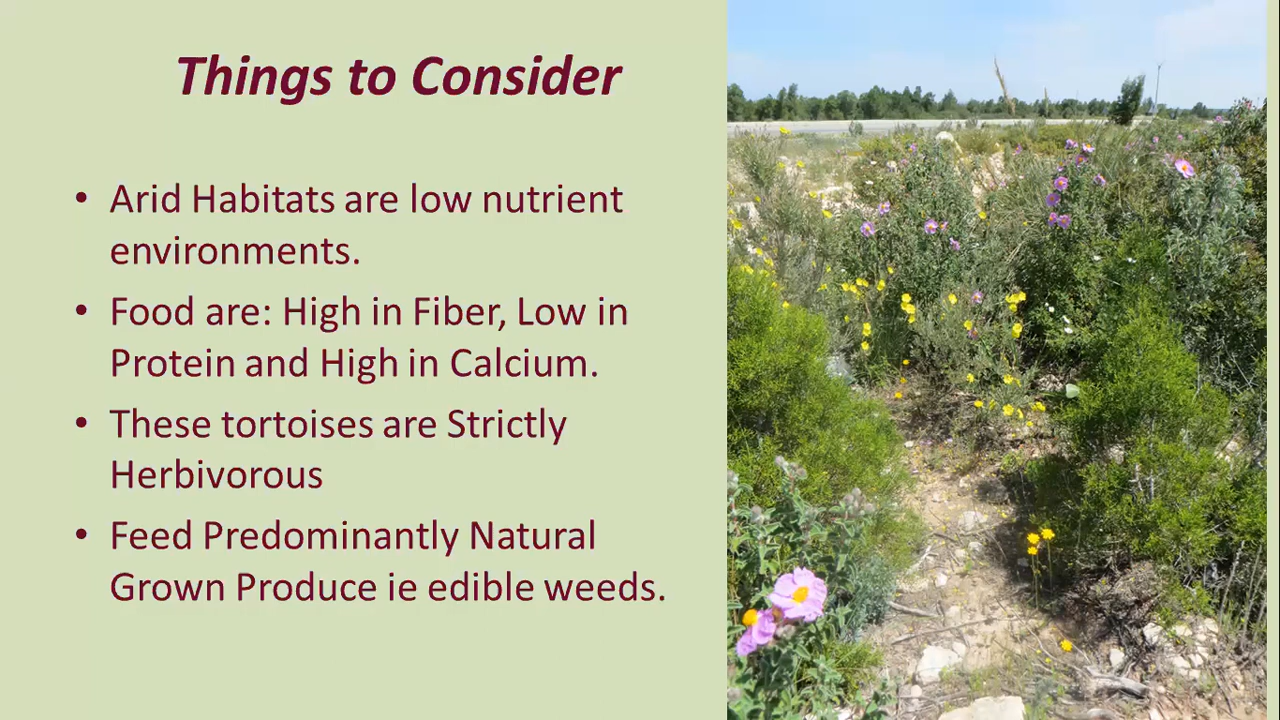 Things to Consider
• Arid Habitats are low nutrient
environments.
• Food are: High in Fiber, Low in
Protein and High in Calcium.
• These tortoises are Strictly
Herbivorous
• Feed Predominantly Natural
Grown Produce ie edible weeds.